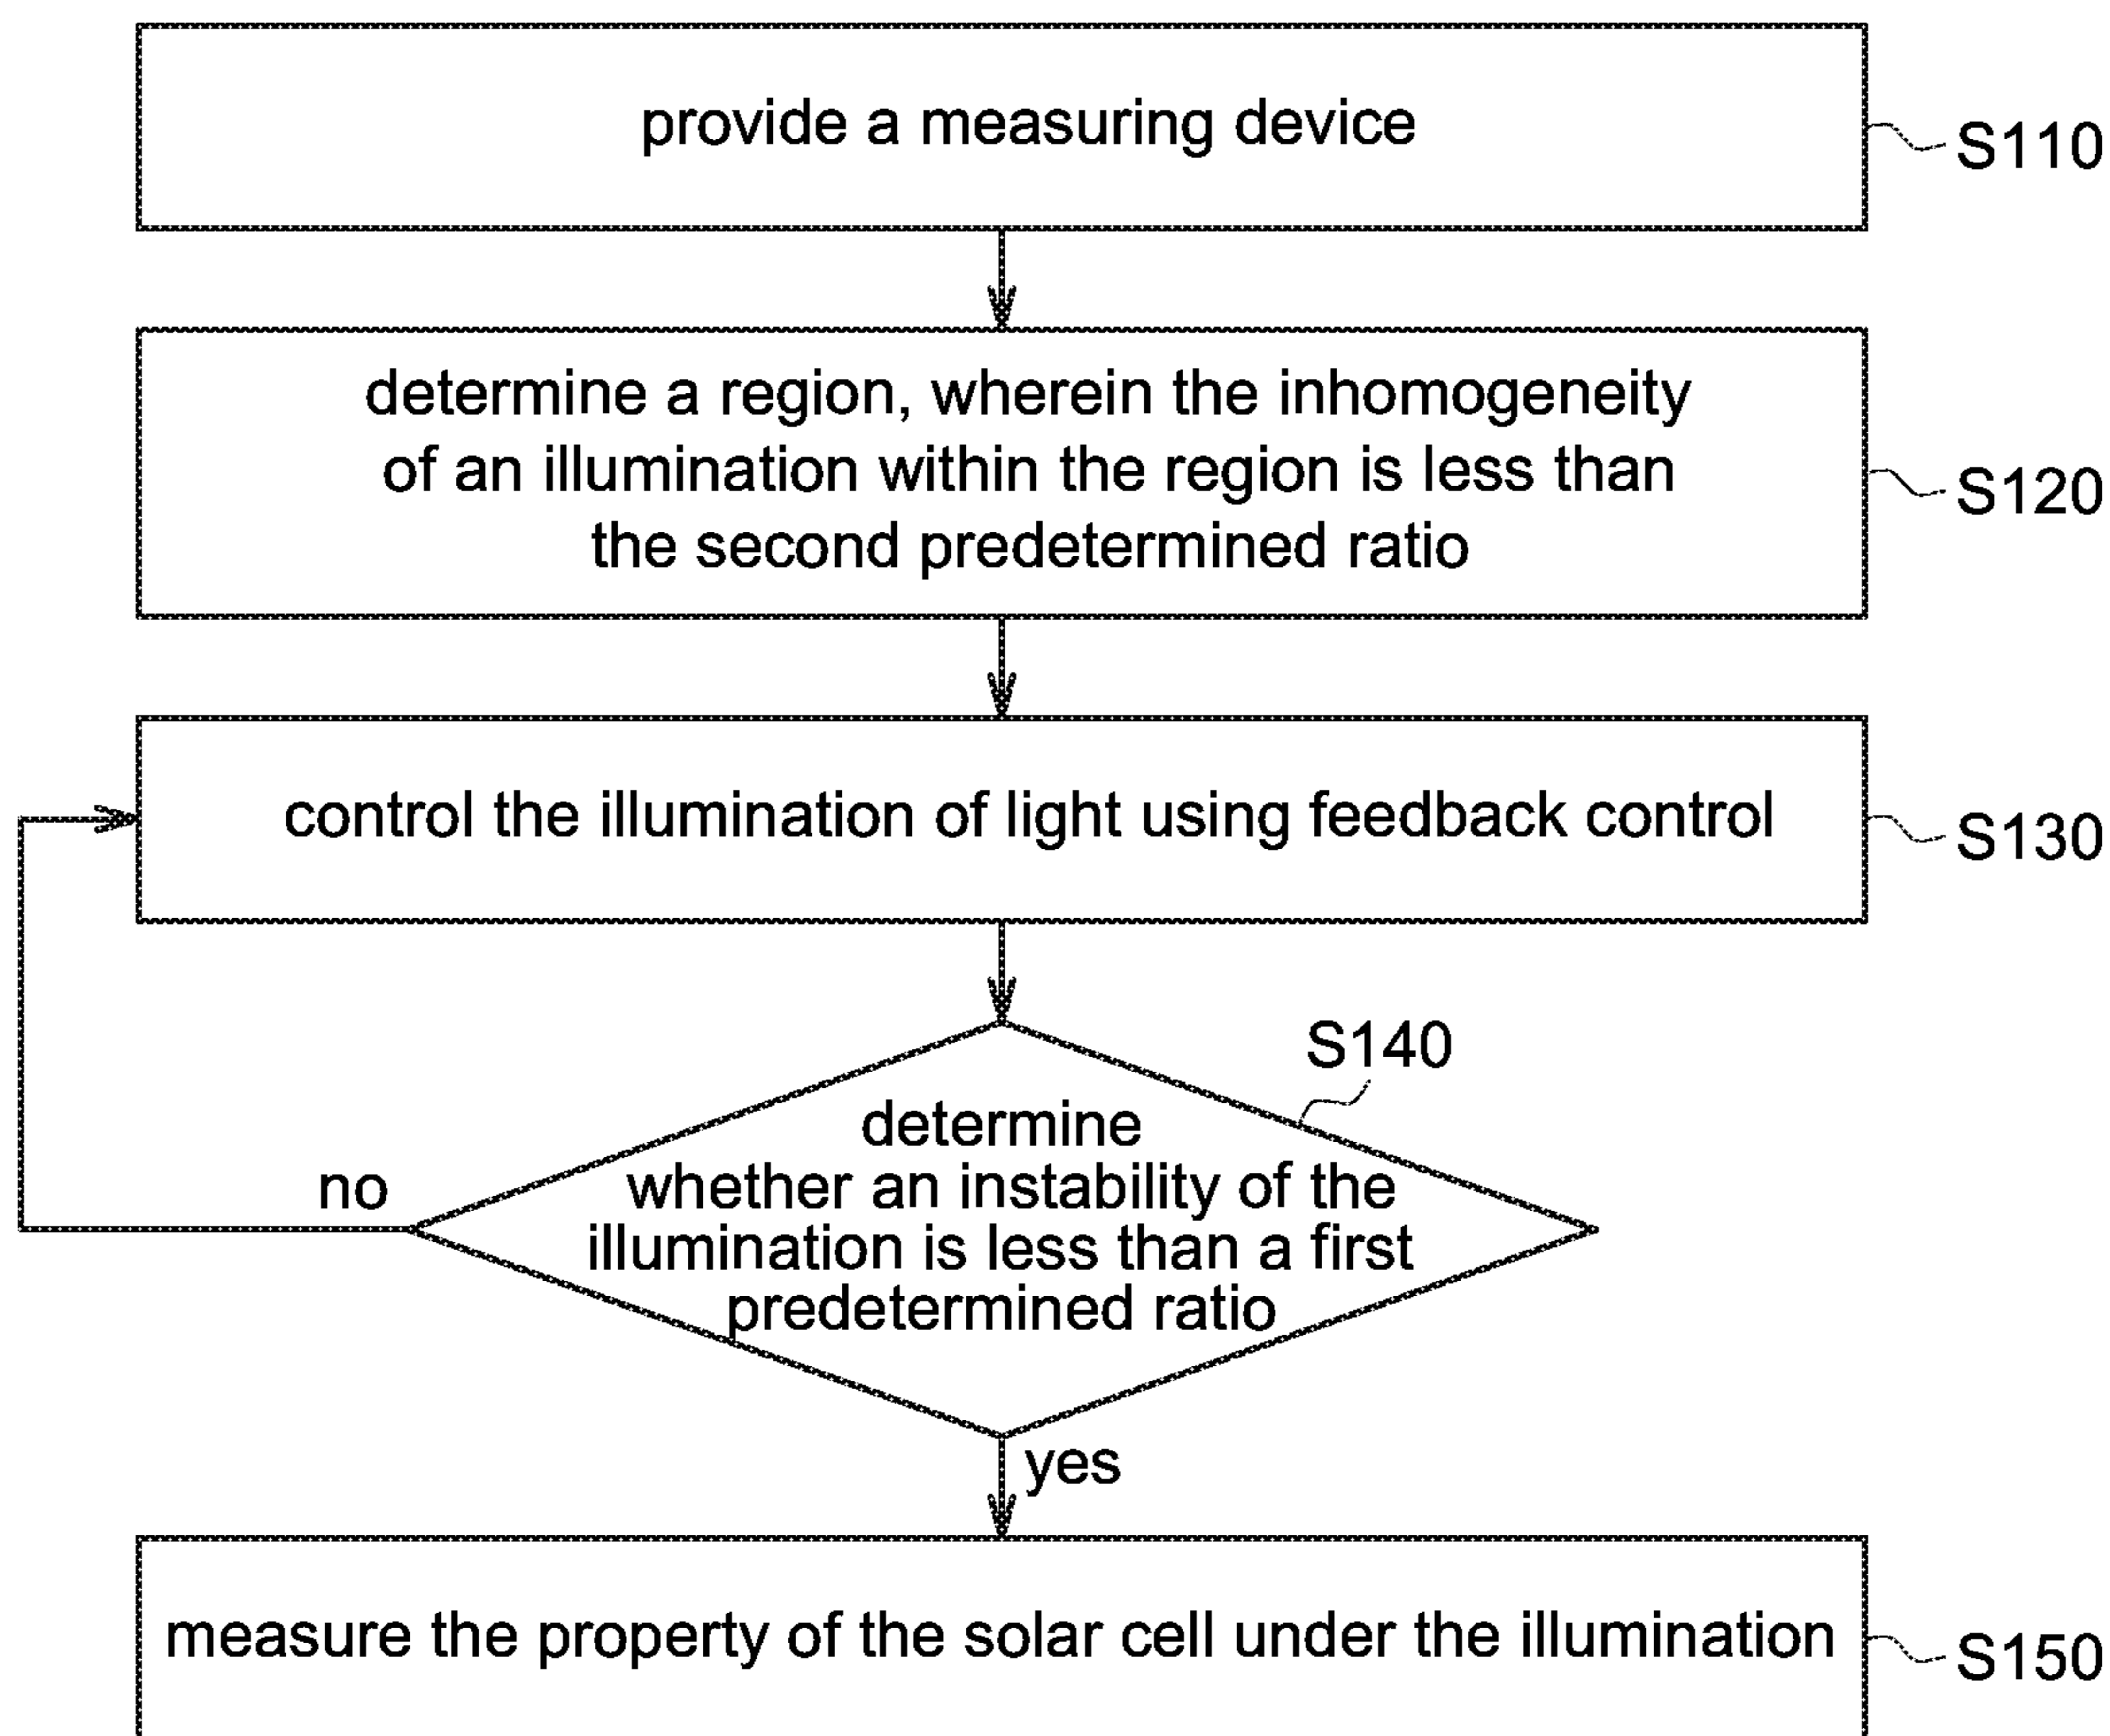 provide a measuring device
S110
determine a region, wherein the inhomogeneity
of an illumination within the region is less than
the second predetermined ratio
S120
control the illumination of light using feedback control
S130
S140
determine
whether an instability of the
illumination is less than a first
predetermined ratio
no
yes
measure the property of the solar cell under the illumination
S150